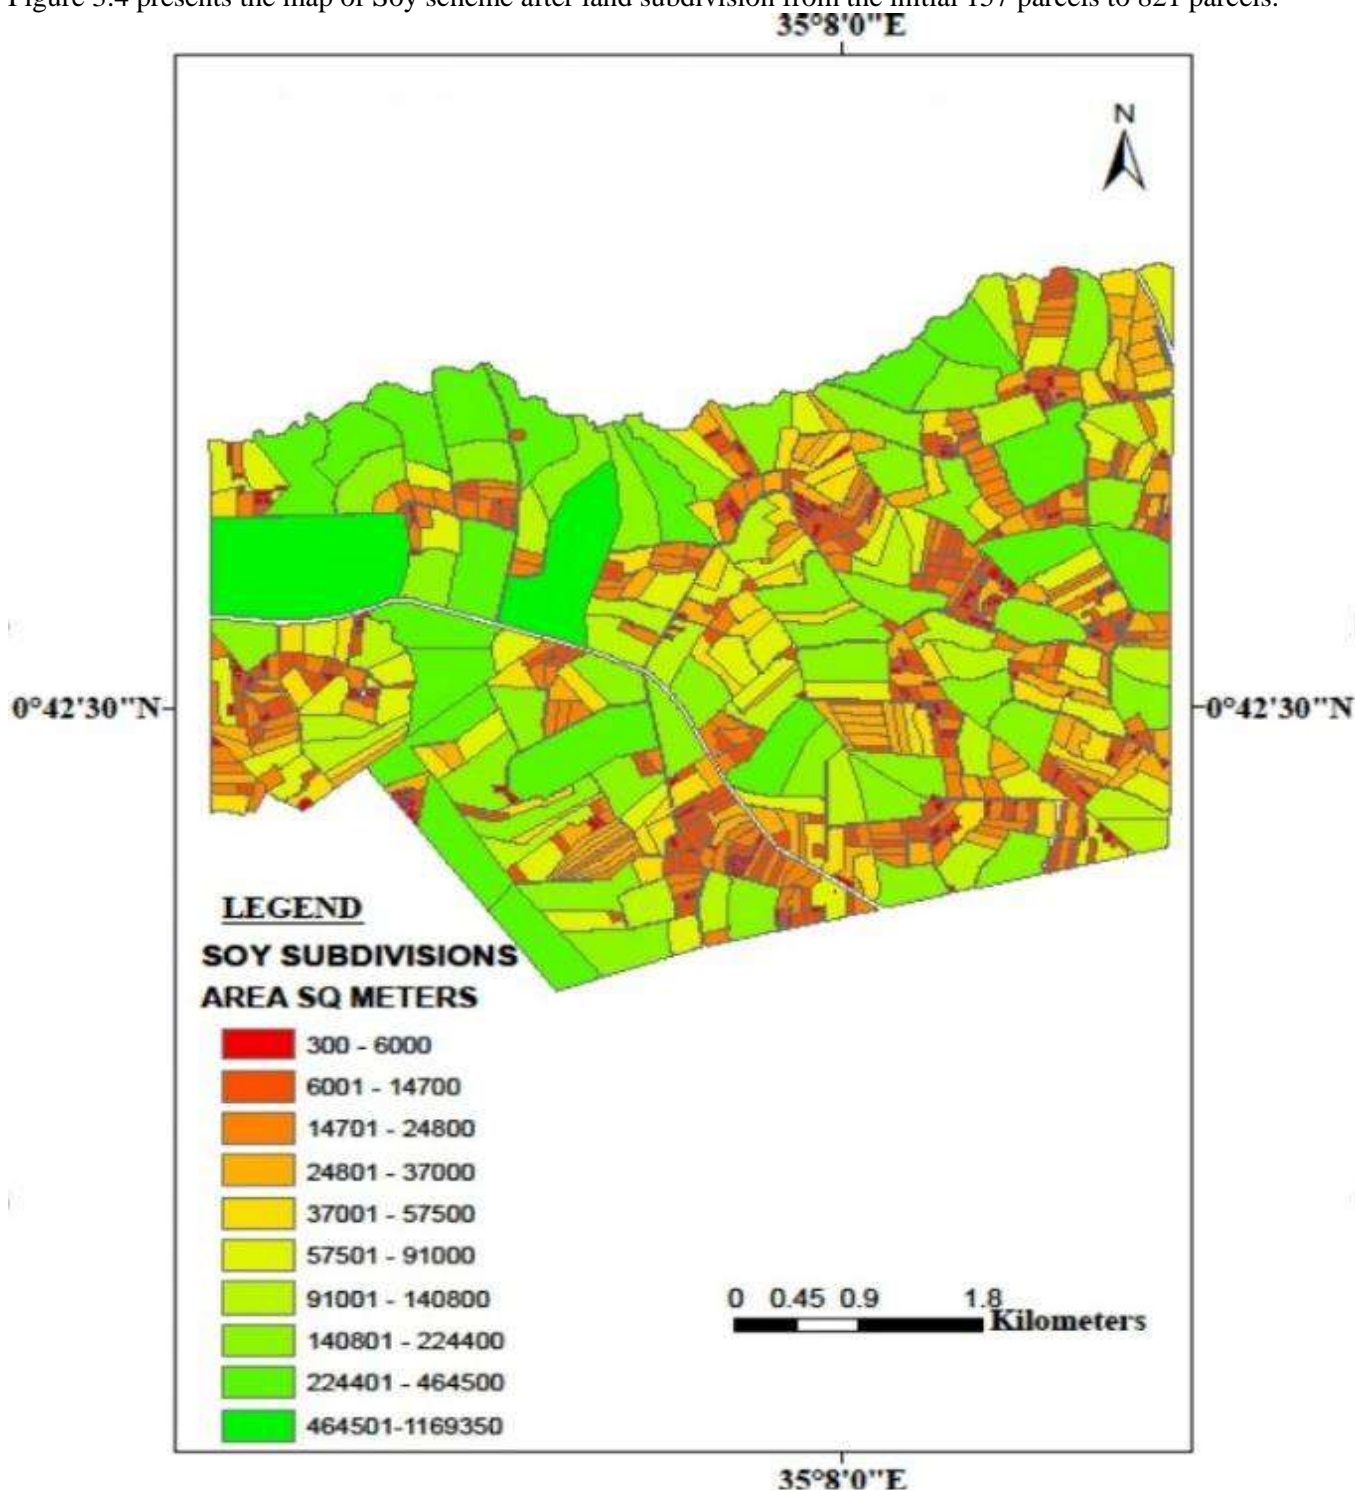 Figure 3.4 presents the map of Soy scheme after land subdivision from the initial 157 parcels to 821 parcels.
35°8'0"E
N
0°42'30"N
0°42'30"N
LEGEND
SOY SUBDIVISIONS
AREA SQ METERS
300 - 6000
6001 - 14700
14701 - 24800
24801 - 37000
37001 - 57500
57501 - 91000
91001 - 140800
140801 - 224400
224401 - 464500
464501-1169350
0 0.45 0.9 1.8
Kilometers
35°8'0"E